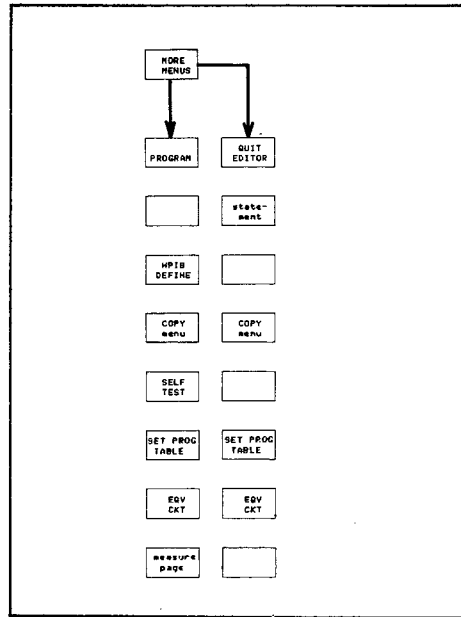 MORE
MENUS
PROGRAM
QUIT
EDITOR
state-
ment
HPIB
DEFINE
COPY
menu
COPY
menu
SELF
TEST
SET PROG
TABLE
SET PROG
TABLE
EQV
CKT
EQV
CKT
measure
page